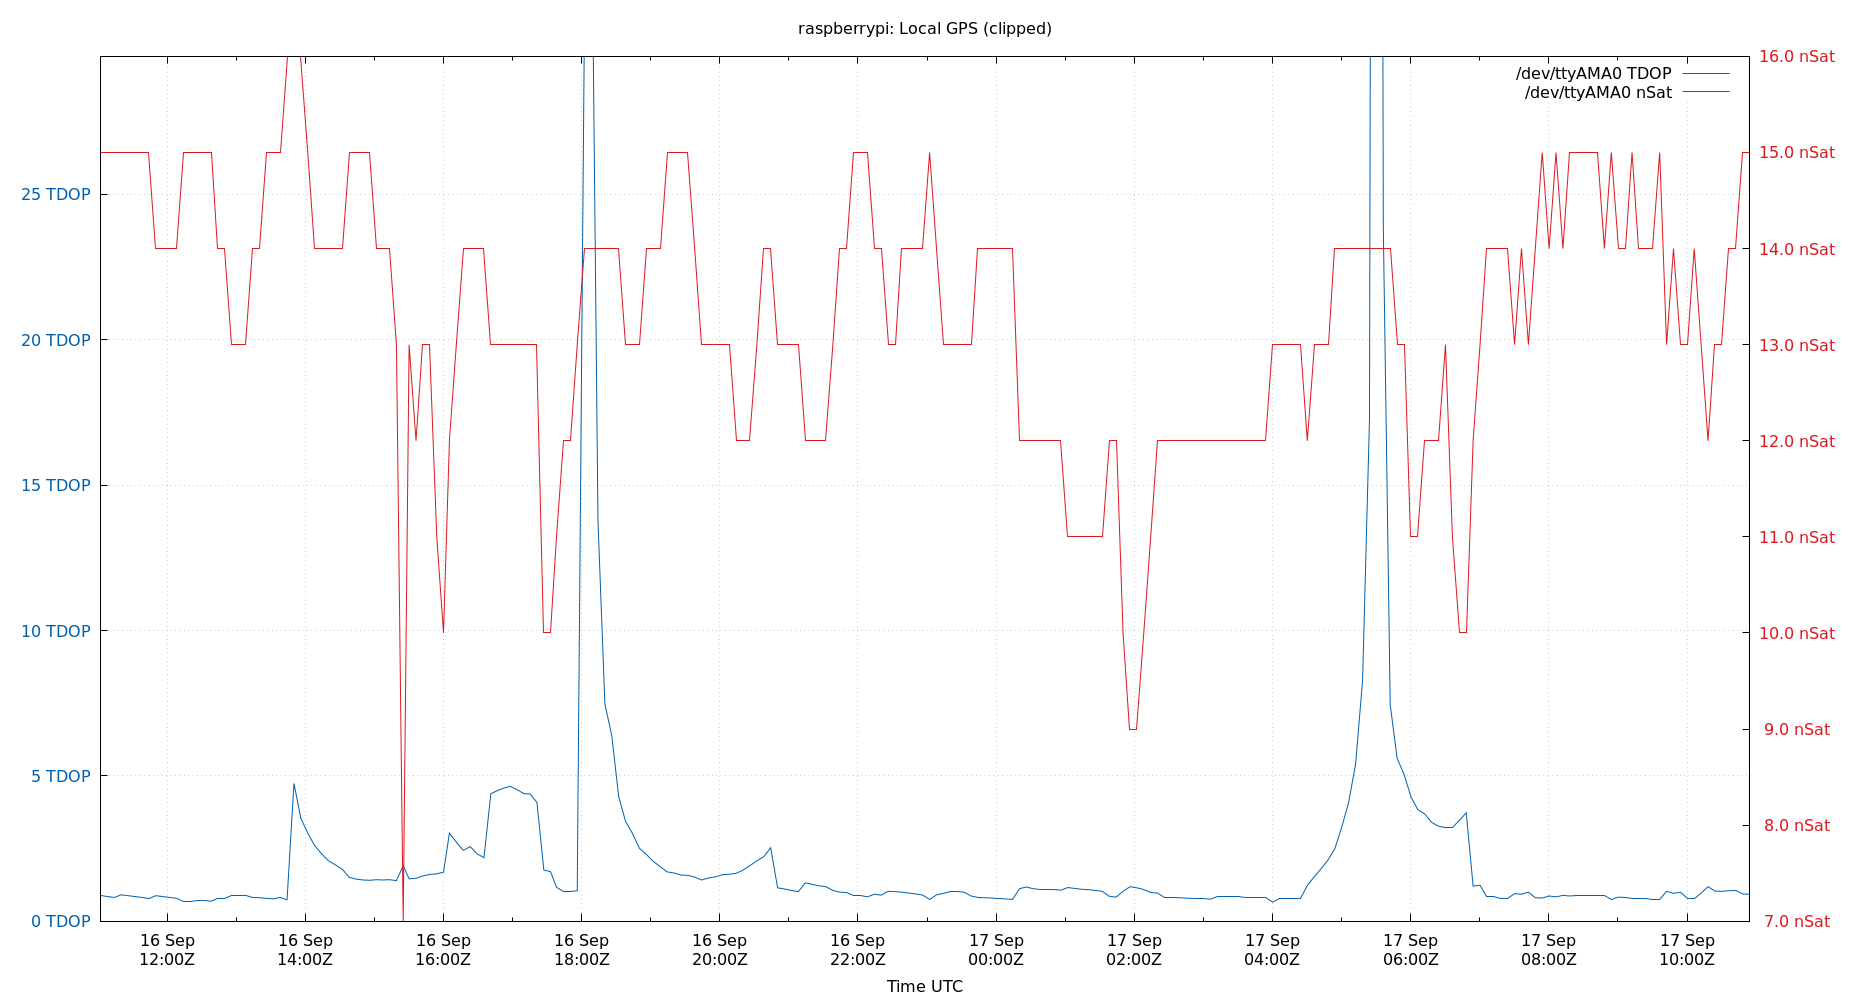 raspberrypi: Local GPS (clipped)
/dev/ttyAMA0 TDOP
/dev/ttyAMA0 nSat
25 TDOP
20 TDOP
15 TDOP
10 TDOP
5 TDOP
0 TDOP
16.0 nSat
15.0 nSat
14.0 nSat
13.0 nSat
12.0 nSat
11.0 nSat
10.0 nSat
9.0 nSat
8.0 nSat
7.0 nSat
16 Sep
12:00Z
16 Sep
14:00Z
16 Sep
16:00Z
16 Sep
18:00Z
16 Sep
20:00Z
16 Sep
22:00Z
17 Sep
00:00Z
17 Sep
02:00Z
17 Sep
04:00Z
17 Sep
06:00Z
17 Sep
08:00Z
17 Sep
10:00Z
Time UTC